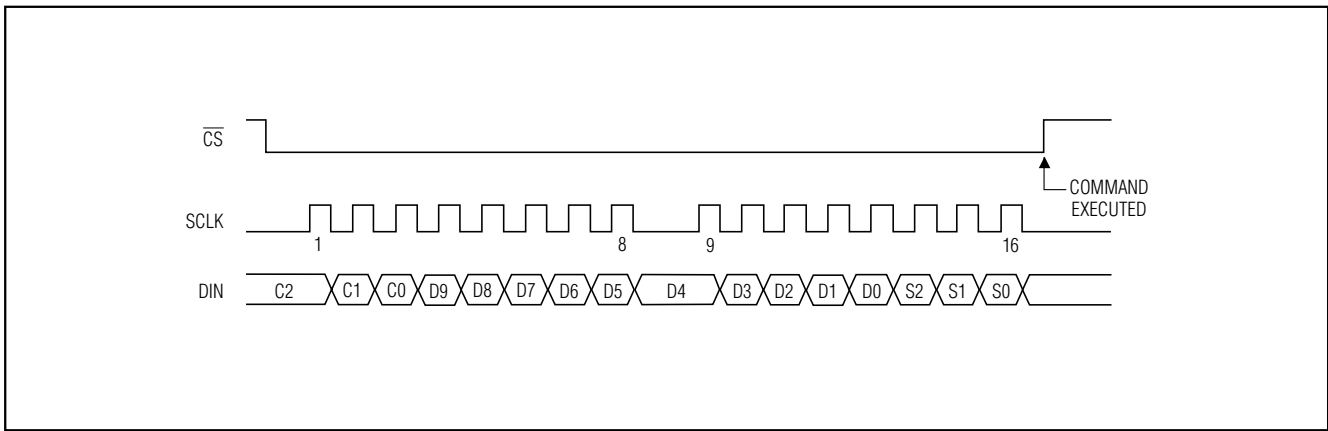 CS
COMMAND
EXECUTED
SCLK
1 8 9 16
DIN C2 C1 C0 D9 D8 D7 D6 D5 D4 D3 D2 D1 D0 S2 S1 S0